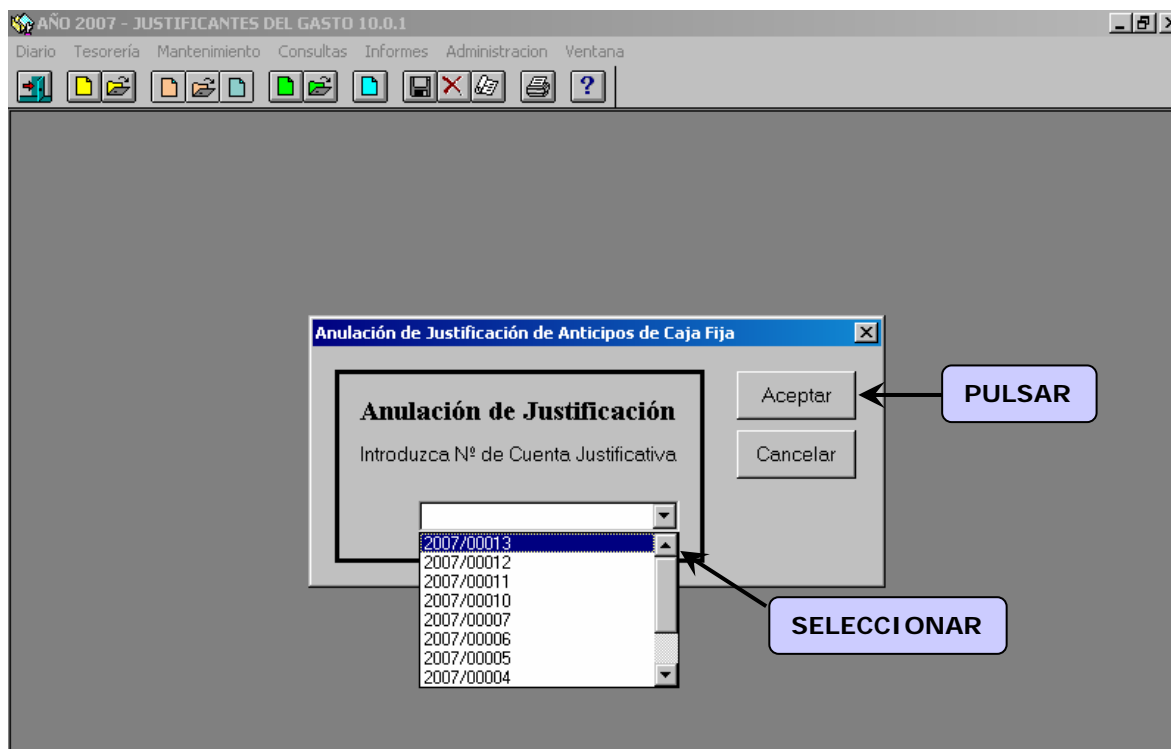 AÑO 2007 - JUSTIFICANTES DEL GASTO 10.0.1
Diario Tesorería Mantenimiento Consultas Informes Administracion Ventana
?
Anulación de Justificación de Anticipos de Caja Fija
Anulación de Justificación
Introduzca Nº de Cuenta Justificativa
Aceptar
PULSAR
Cancelar
2007/00013
2007/00012
2007/00011
2007/00010
2007/00007
2007/00006
2007/00005
2007/00004
SELECCIONAR